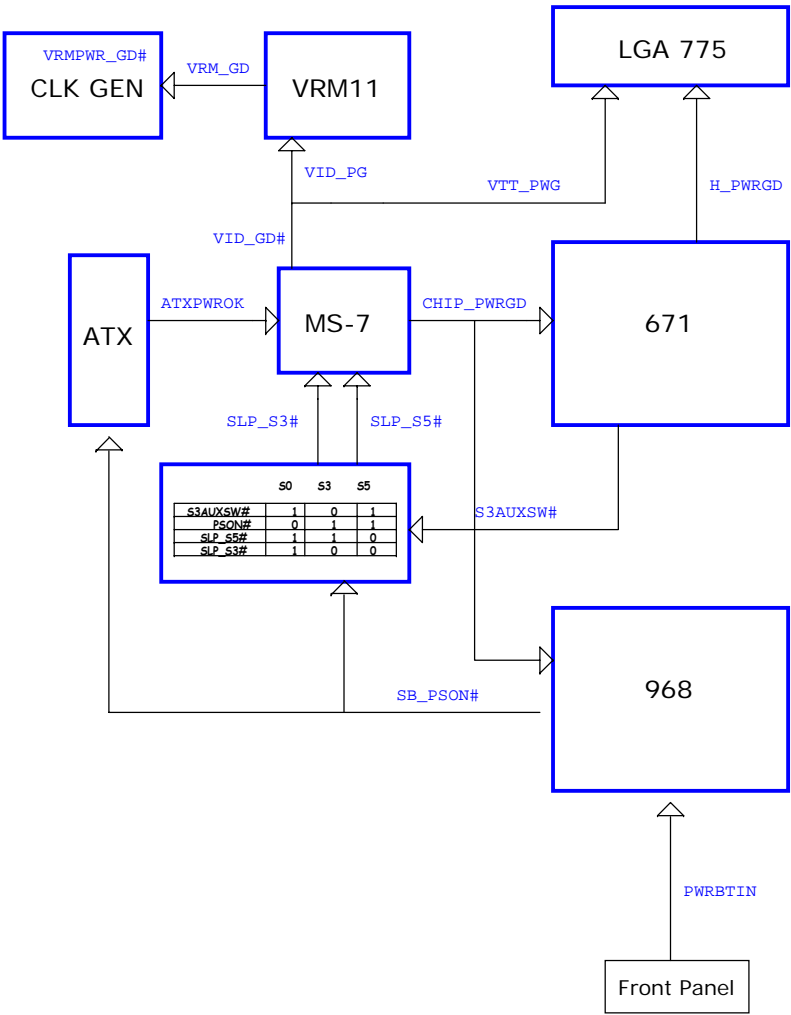 LGA 775
VRMPWR_GD#
CLK GEN
VRM_GD
VRM11
VID_PG
VTT_PWG
H_PWRGD
VID_GD#
ATX
ATXPWROK
MS-7
CHIP_PWRGD
671
SLP_S3#
SLP_S5#
S0 S3 S5
S3AUXSW# 1 0 1
PSON# 0 1 1
SLP_S5# 1 1 0
SLP_S3# 1 0 0
S3AUXSW#
968
SB_PSON#
PWRBTIN
Front Panel